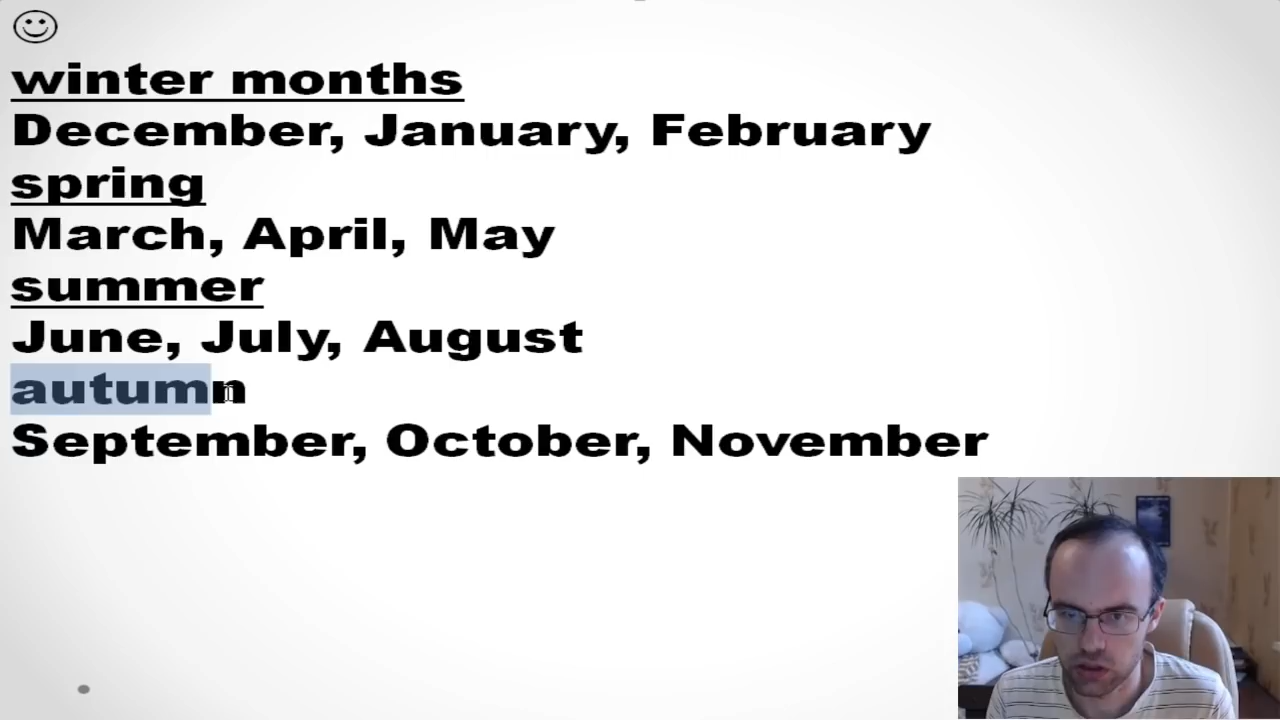 winter months
December, January, February
spring
March, April, May
summer
June, July, August
autumn
September, October, November